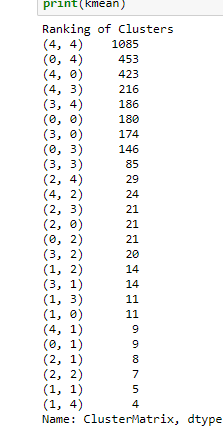 print(kmean)
Ranking of Clusters
(4, 4) 1085
(0, 4) 453
(4, 0) 423
(4, 3) 216
(3, 4) 186
(0, 0) 180
(3, 0) 174
(0, 3) 146
(3, 3) 85
(2, 4) 29
(4, 2) 24
(2, 3) 21
(2, 0) 21
(0, 2) 21
(3, 2) 20
(1, 2) 14
(3, 1) 14
(1, 3) 11
(1, 0) 11
(4, 1) 9
(0, 1) 9
(2, 1) 8
(2, 2) 7
(1, 1) 5
(1, 4) 4
Name: ClusterMatrix, dtype